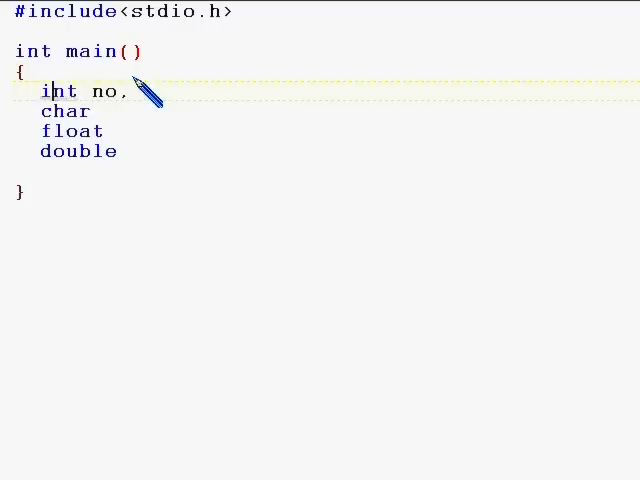 #include<stdio.h>
int main()
{
int no,
char
float
double
}